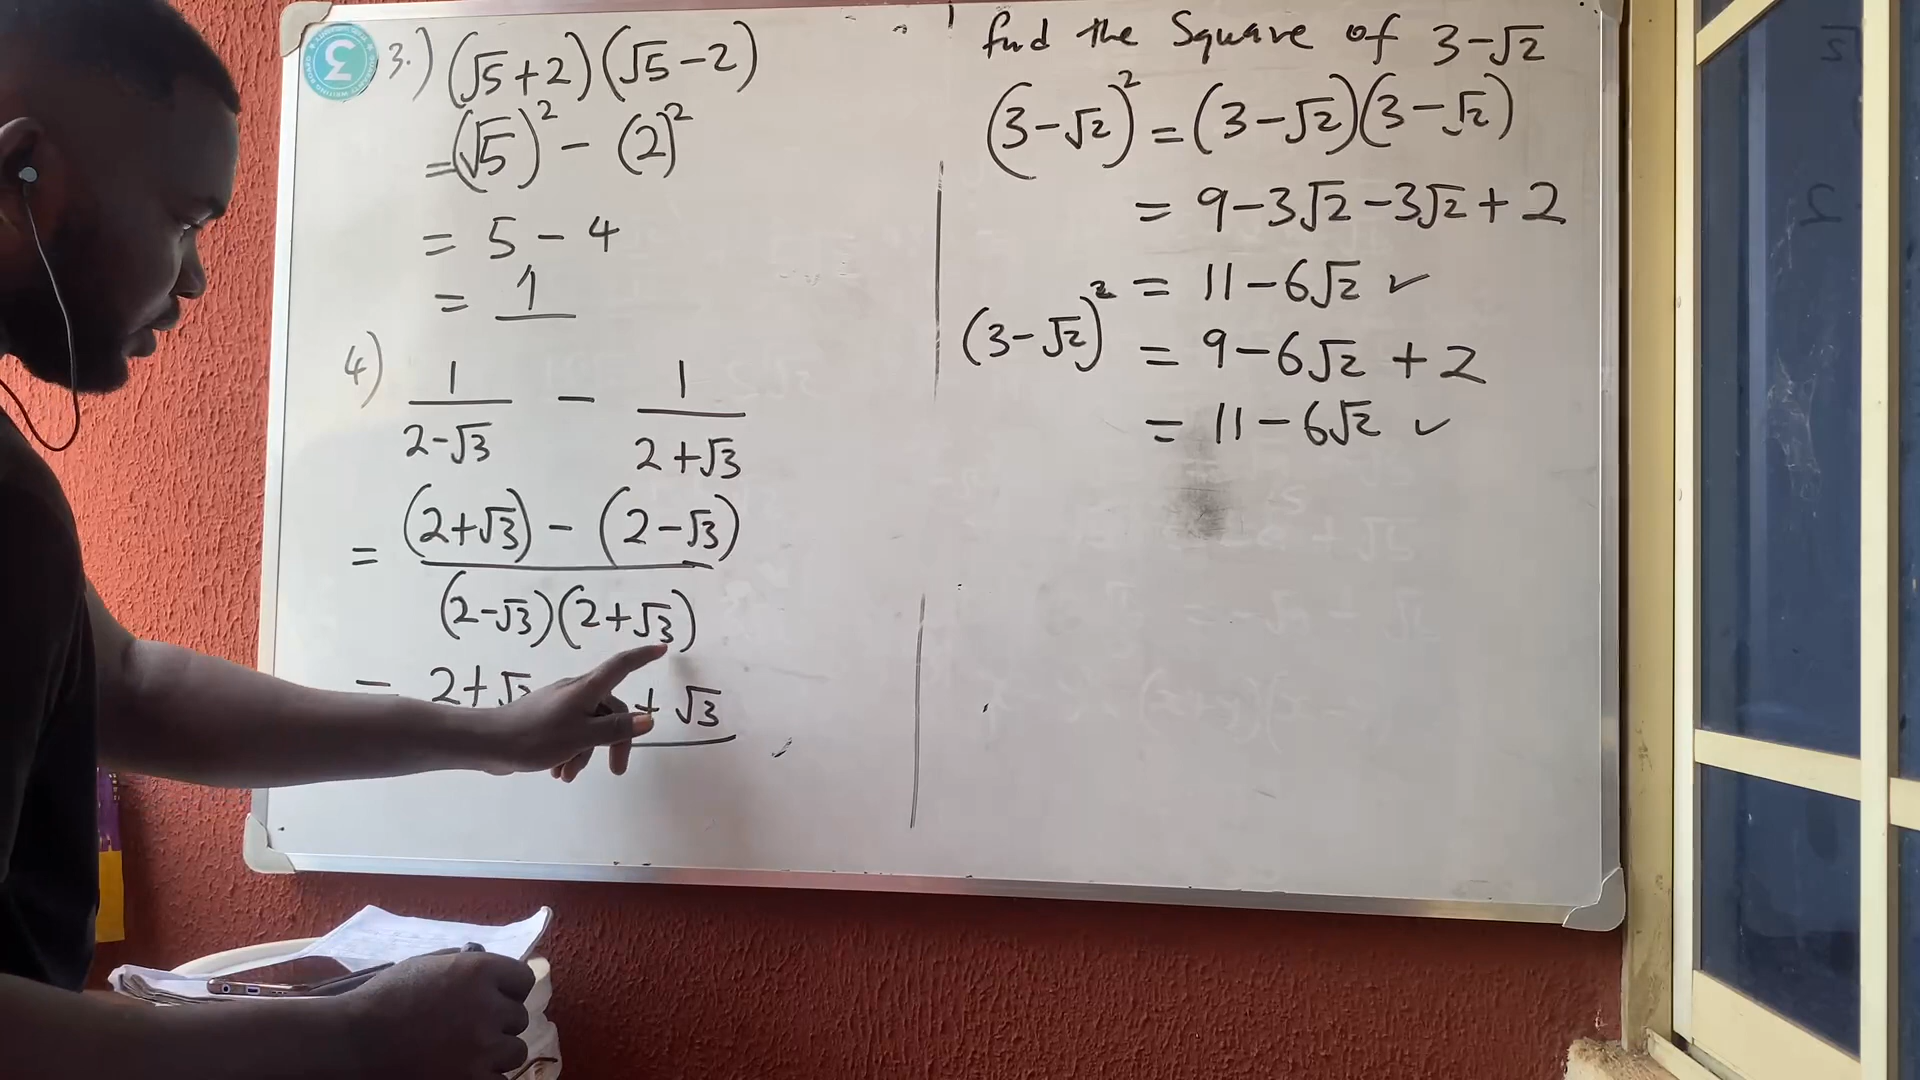 3.) (√5+2)(√5-2)
=(√5)² - (2)²
= 5 - 4
= 1
4) 1/(2-√3) - 1/(2+√3)
= ((2+√3) - (2-√3))/((2-√3)(2+√3))
= 2+√3 + √3
find the Square of 3-√2
(3-√2)² = (3-√2)(3-√2)
= 9-3√2-3√2+2
= 11-6√2 ✓
(3-√2)² = 9-6√2+2
= 11-6√2 ✓